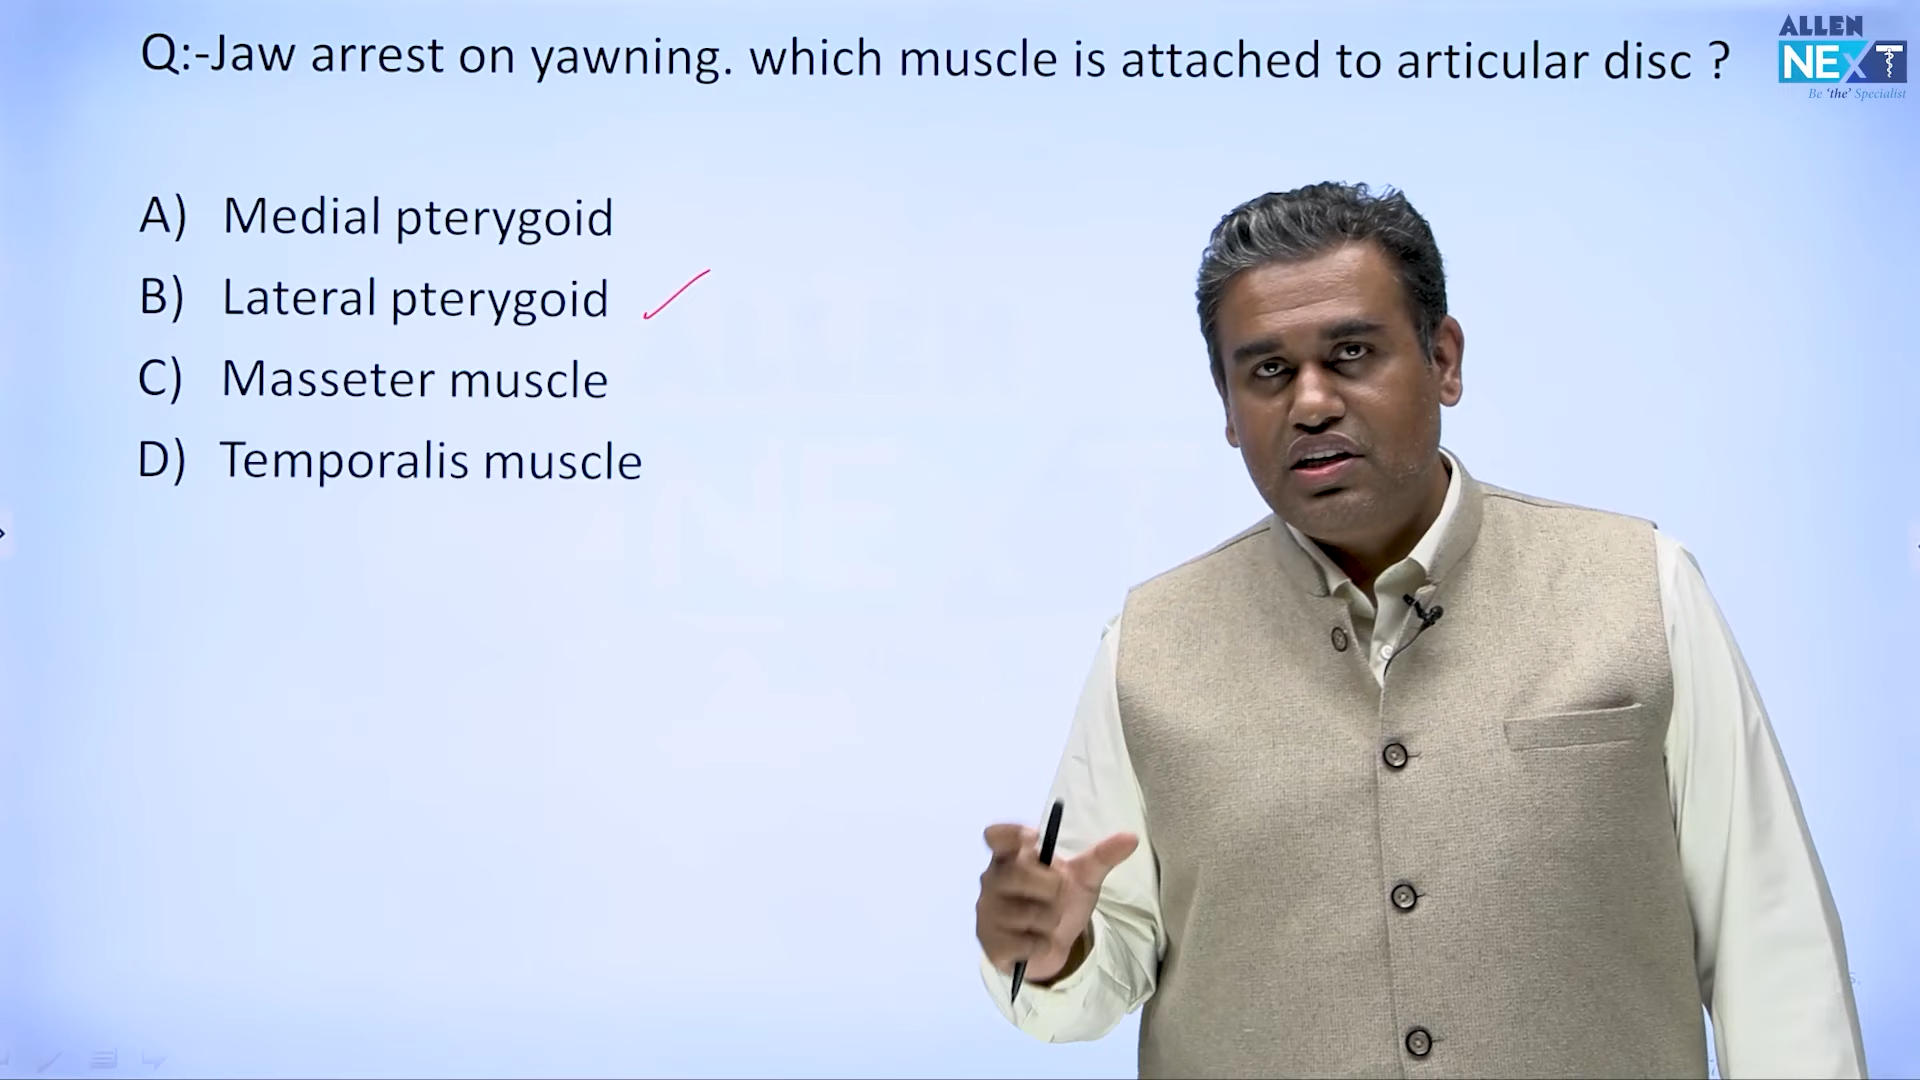 Q:-Jaw arrest on yawning. which muscle is attached to articular disc ?
ALLEN
NEXT
Be 'the' Specialist
A) Medial pterygoid
B) Lateral pterygoid
C) Masseter muscle
D) Temporalis muscle